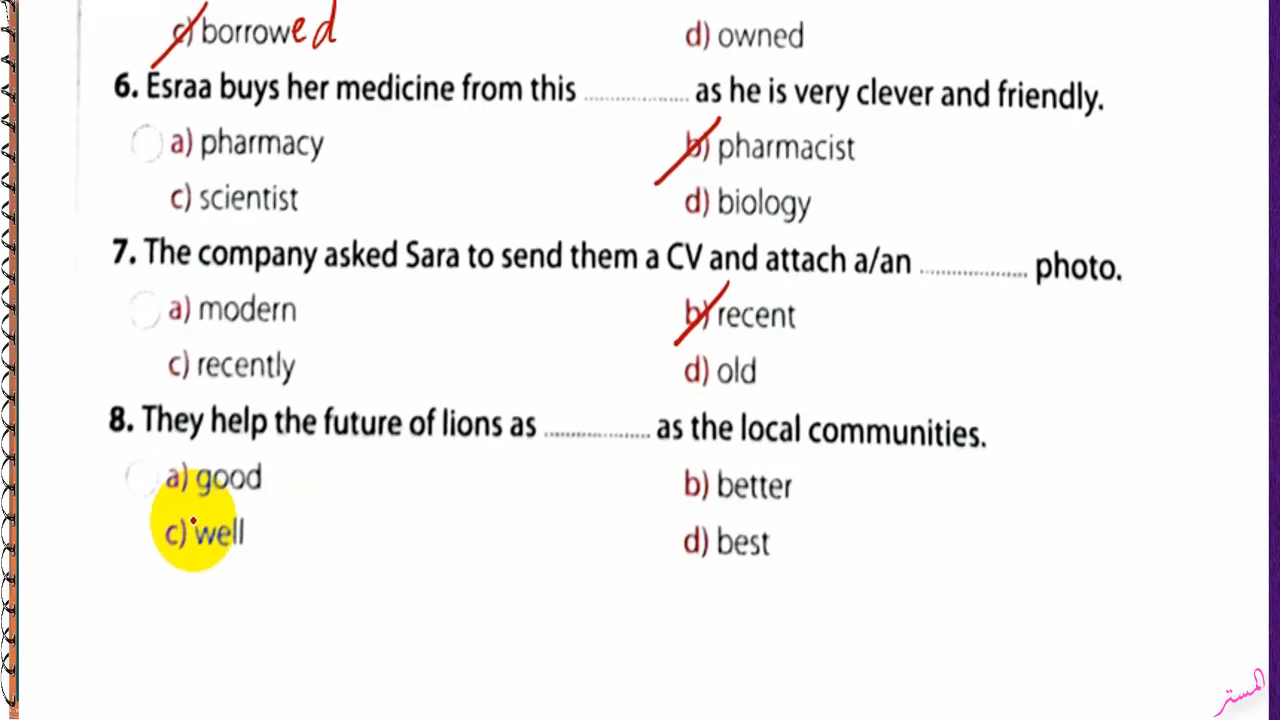 c) borrowed d) owned
6. Esraa buys her medicine from this .................. as he is very clever and friendly.
a) pharmacy b) pharmacist
c) scientist d) biology
7. The company asked Sara to send them a CV and attach a/an .................. photo.
a) modern b) recent
c) recently d) old
8. They help the future of lions as .................. as the local communities.
a) good b) better
c) well d) best
المستر